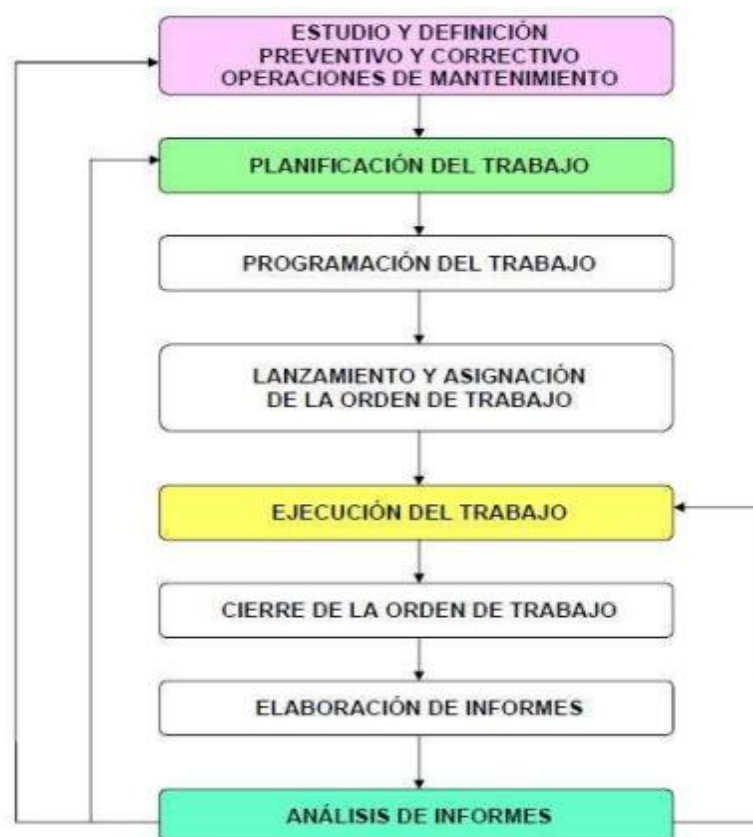 ESTUDIO Y DEFINICIÓN
PREVENTIVO Y CORRECTIVO
OPERACIONES DE MANTENIMIENTO
PLANIFICACIÓN DEL TRABAJO
PROGRAMACIÓN DEL TRABAJO
LANZAMIENTO Y ASIGNACIÓN
DE LA ORDEN DE TRABAJO
EJECUCIÓN DEL TRABAJO
CIERRE DE LA ORDEN DE TRABAJO
ELABORACIÓN DE INFORMES
ANÁLISIS DE INFORMES